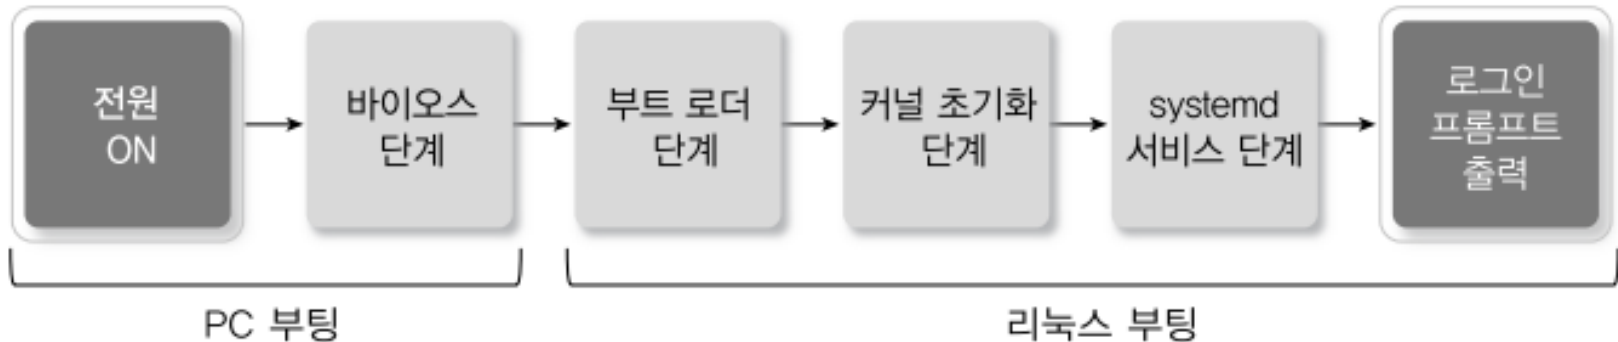 전원
ON
바이오스
단계
부트 로더
단계
커널 초기화
단계
systemd
서비스 단계
로그인
프롬프트
출력
PC 부팅
리눅스 부팅